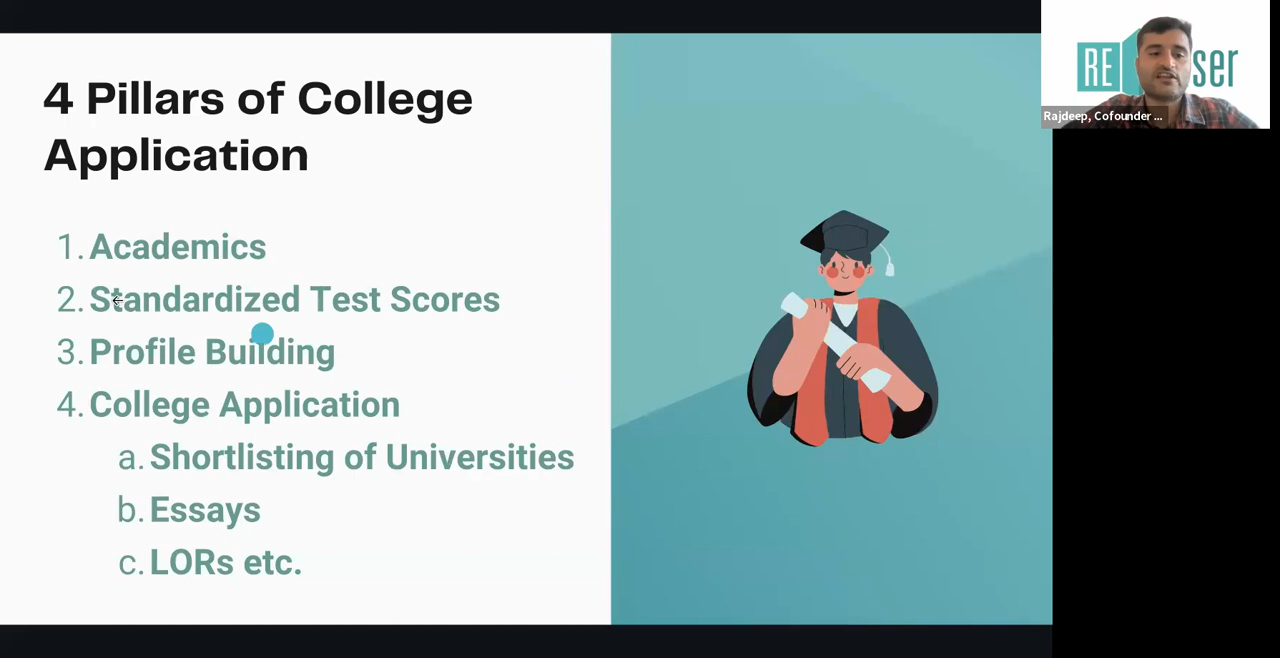 4 Pillars of College
Application
1. Academics
2. Standardized Test Scores
3. Profile Building
4. College Application
a. Shortlisting of Universities
b. Essays
c. LORs etc.
RE ser
Rajdeep, Cofounder ...